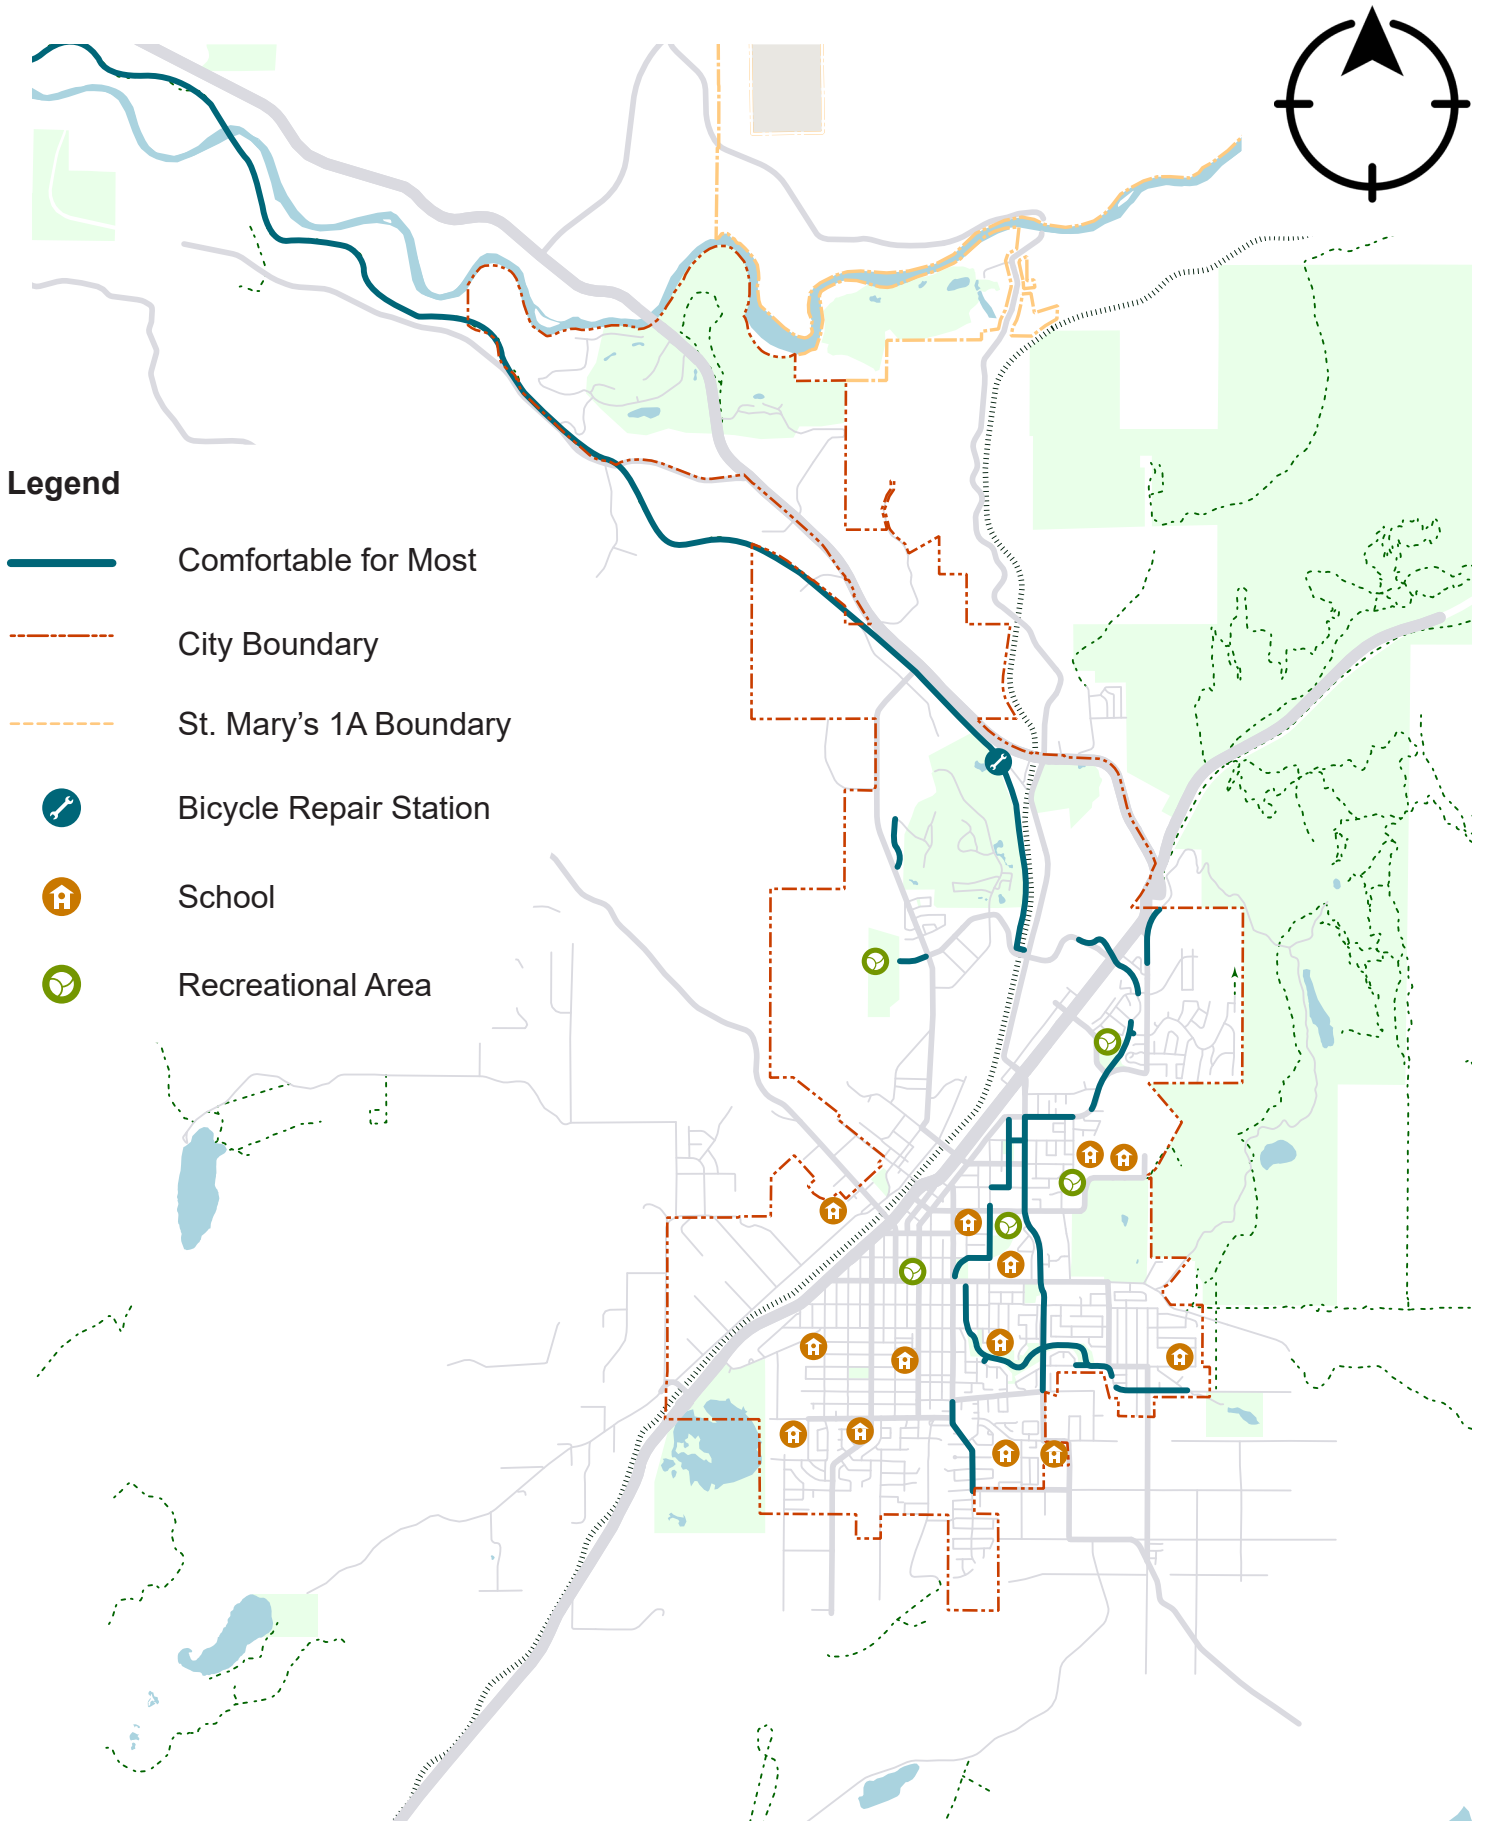 Legend
Comfortable for Most
City Boundary
St. Mary’s 1A Boundary
Bicycle Repair Station
School
Recreational Area